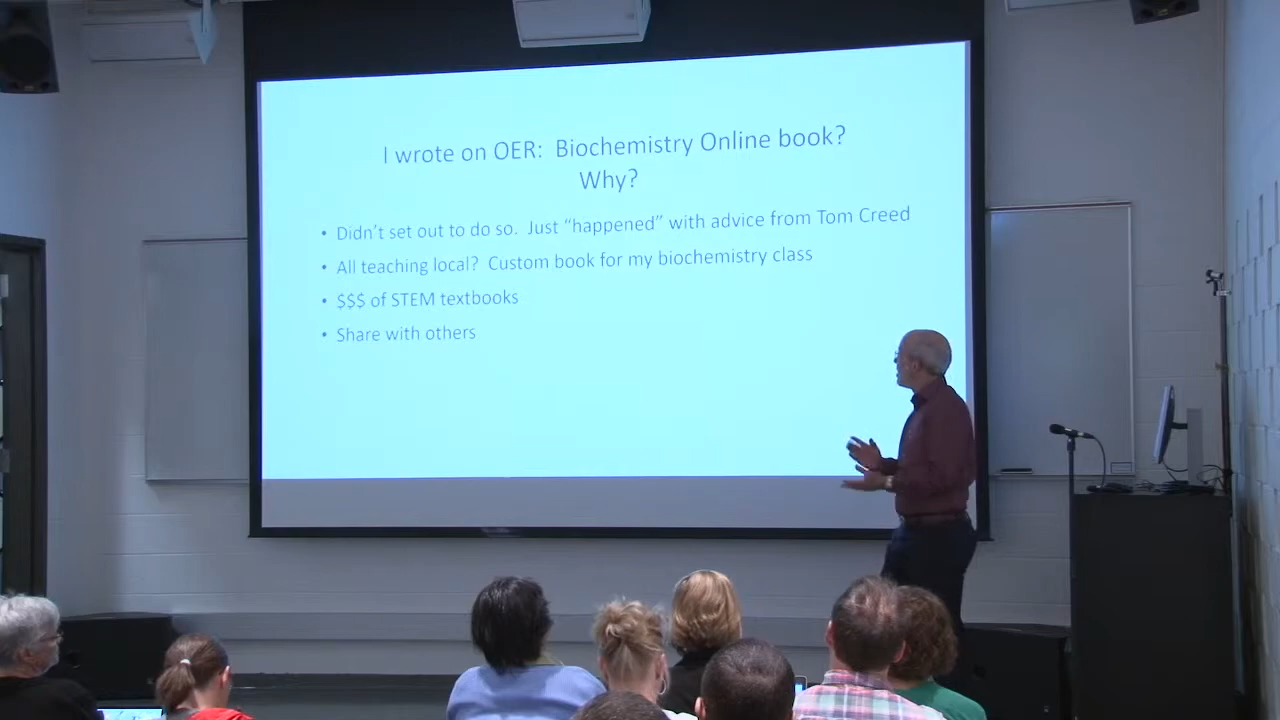 I wrote on OER:  Biochemistry Online book?
Why?
• Didn't set out to do so.  Just “happened” with advice from Tom Creed
• All teaching local?  Custom book for my biochemistry class
• $$$ of STEM textbooks
• Share with others